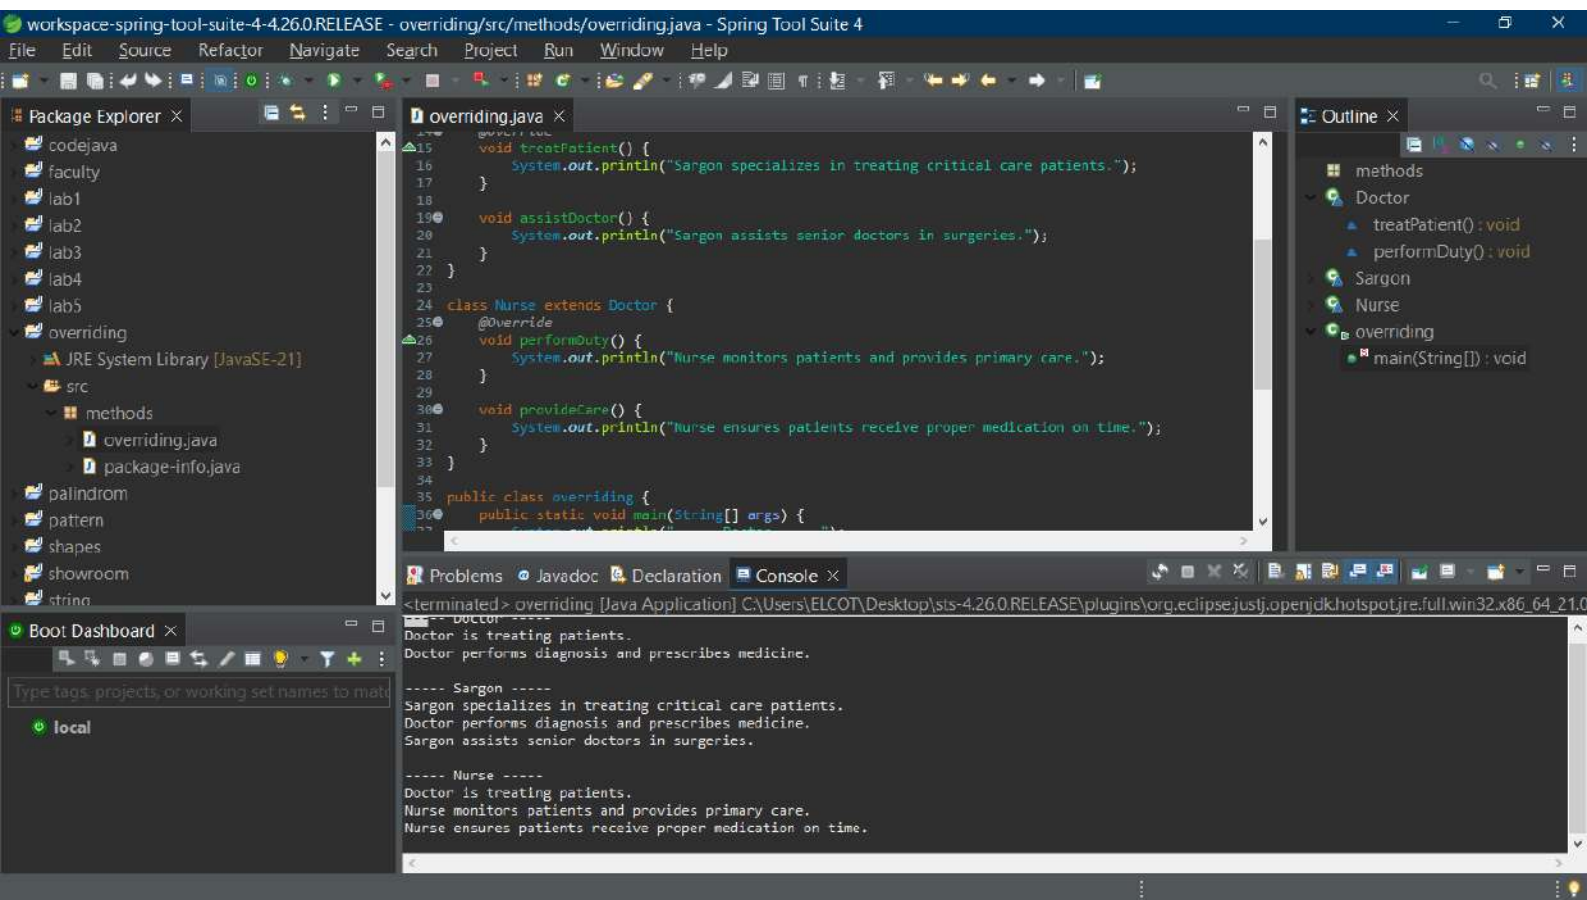 workspace-spring-tool-suite-4-4.26.0.RELEASE - overriding/src/methods/overriding.java - Spring Tool Suite 4
File Edit Source Refactor Navigate Search Project Run Window Help
Package Explorer
codejava
faculty
lab1
lab2
lab3
lab4
lab5
overriding
JRE System Library [JavaSE-21]
src
methods
overriding.java
package-info.java
palindrom
pattern
shapes
showroom
string
Boot Dashboard
Type tags, projects, or working set names to matc
local
overriding.java
@Override
15 void treatPatient() {
16 System.out.println("Sargon specializes in treating critical care patients.");
17 }
18
19 void assistDoctor() {
20 System.out.println("Sargon assists senior doctors in surgeries.");
21 }
22 }
23
24 class Nurse extends Doctor {
25 @Override
26 void performDuty() {
27 System.out.println("Nurse monitors patients and provides primary care.");
28 }
29
30 void provideCare() {
31 System.out.println("Nurse ensures patients receive proper medication on time.");
32 }
33 }
34
35 public class overriding {
36 public static void main(String[] args) {
Outline
methods
Doctor
treatPatient() : void
performDuty() : void
Sargon
Nurse
overriding
main(String[]) : void
Problems Javadoc Declaration Console
<terminated> overriding [Java Application] C:\Users\ELCOT\Desktop\sts-4.26.0.RELEASE\plugins\org.eclipse.justj.openjdk.hotspot.jre.full.win32.x86_64_21.0
----- Doctor -----
Doctor is treating patients.
Doctor performs diagnosis and prescribes medicine.
----- Sargon -----
Sargon specializes in treating critical care patients.
Doctor performs diagnosis and prescribes medicine.
Sargon assists senior doctors in surgeries.
----- Nurse -----
Doctor is treating patients.
Nurse monitors patients and provides primary care.
Nurse ensures patients receive proper medication on time.